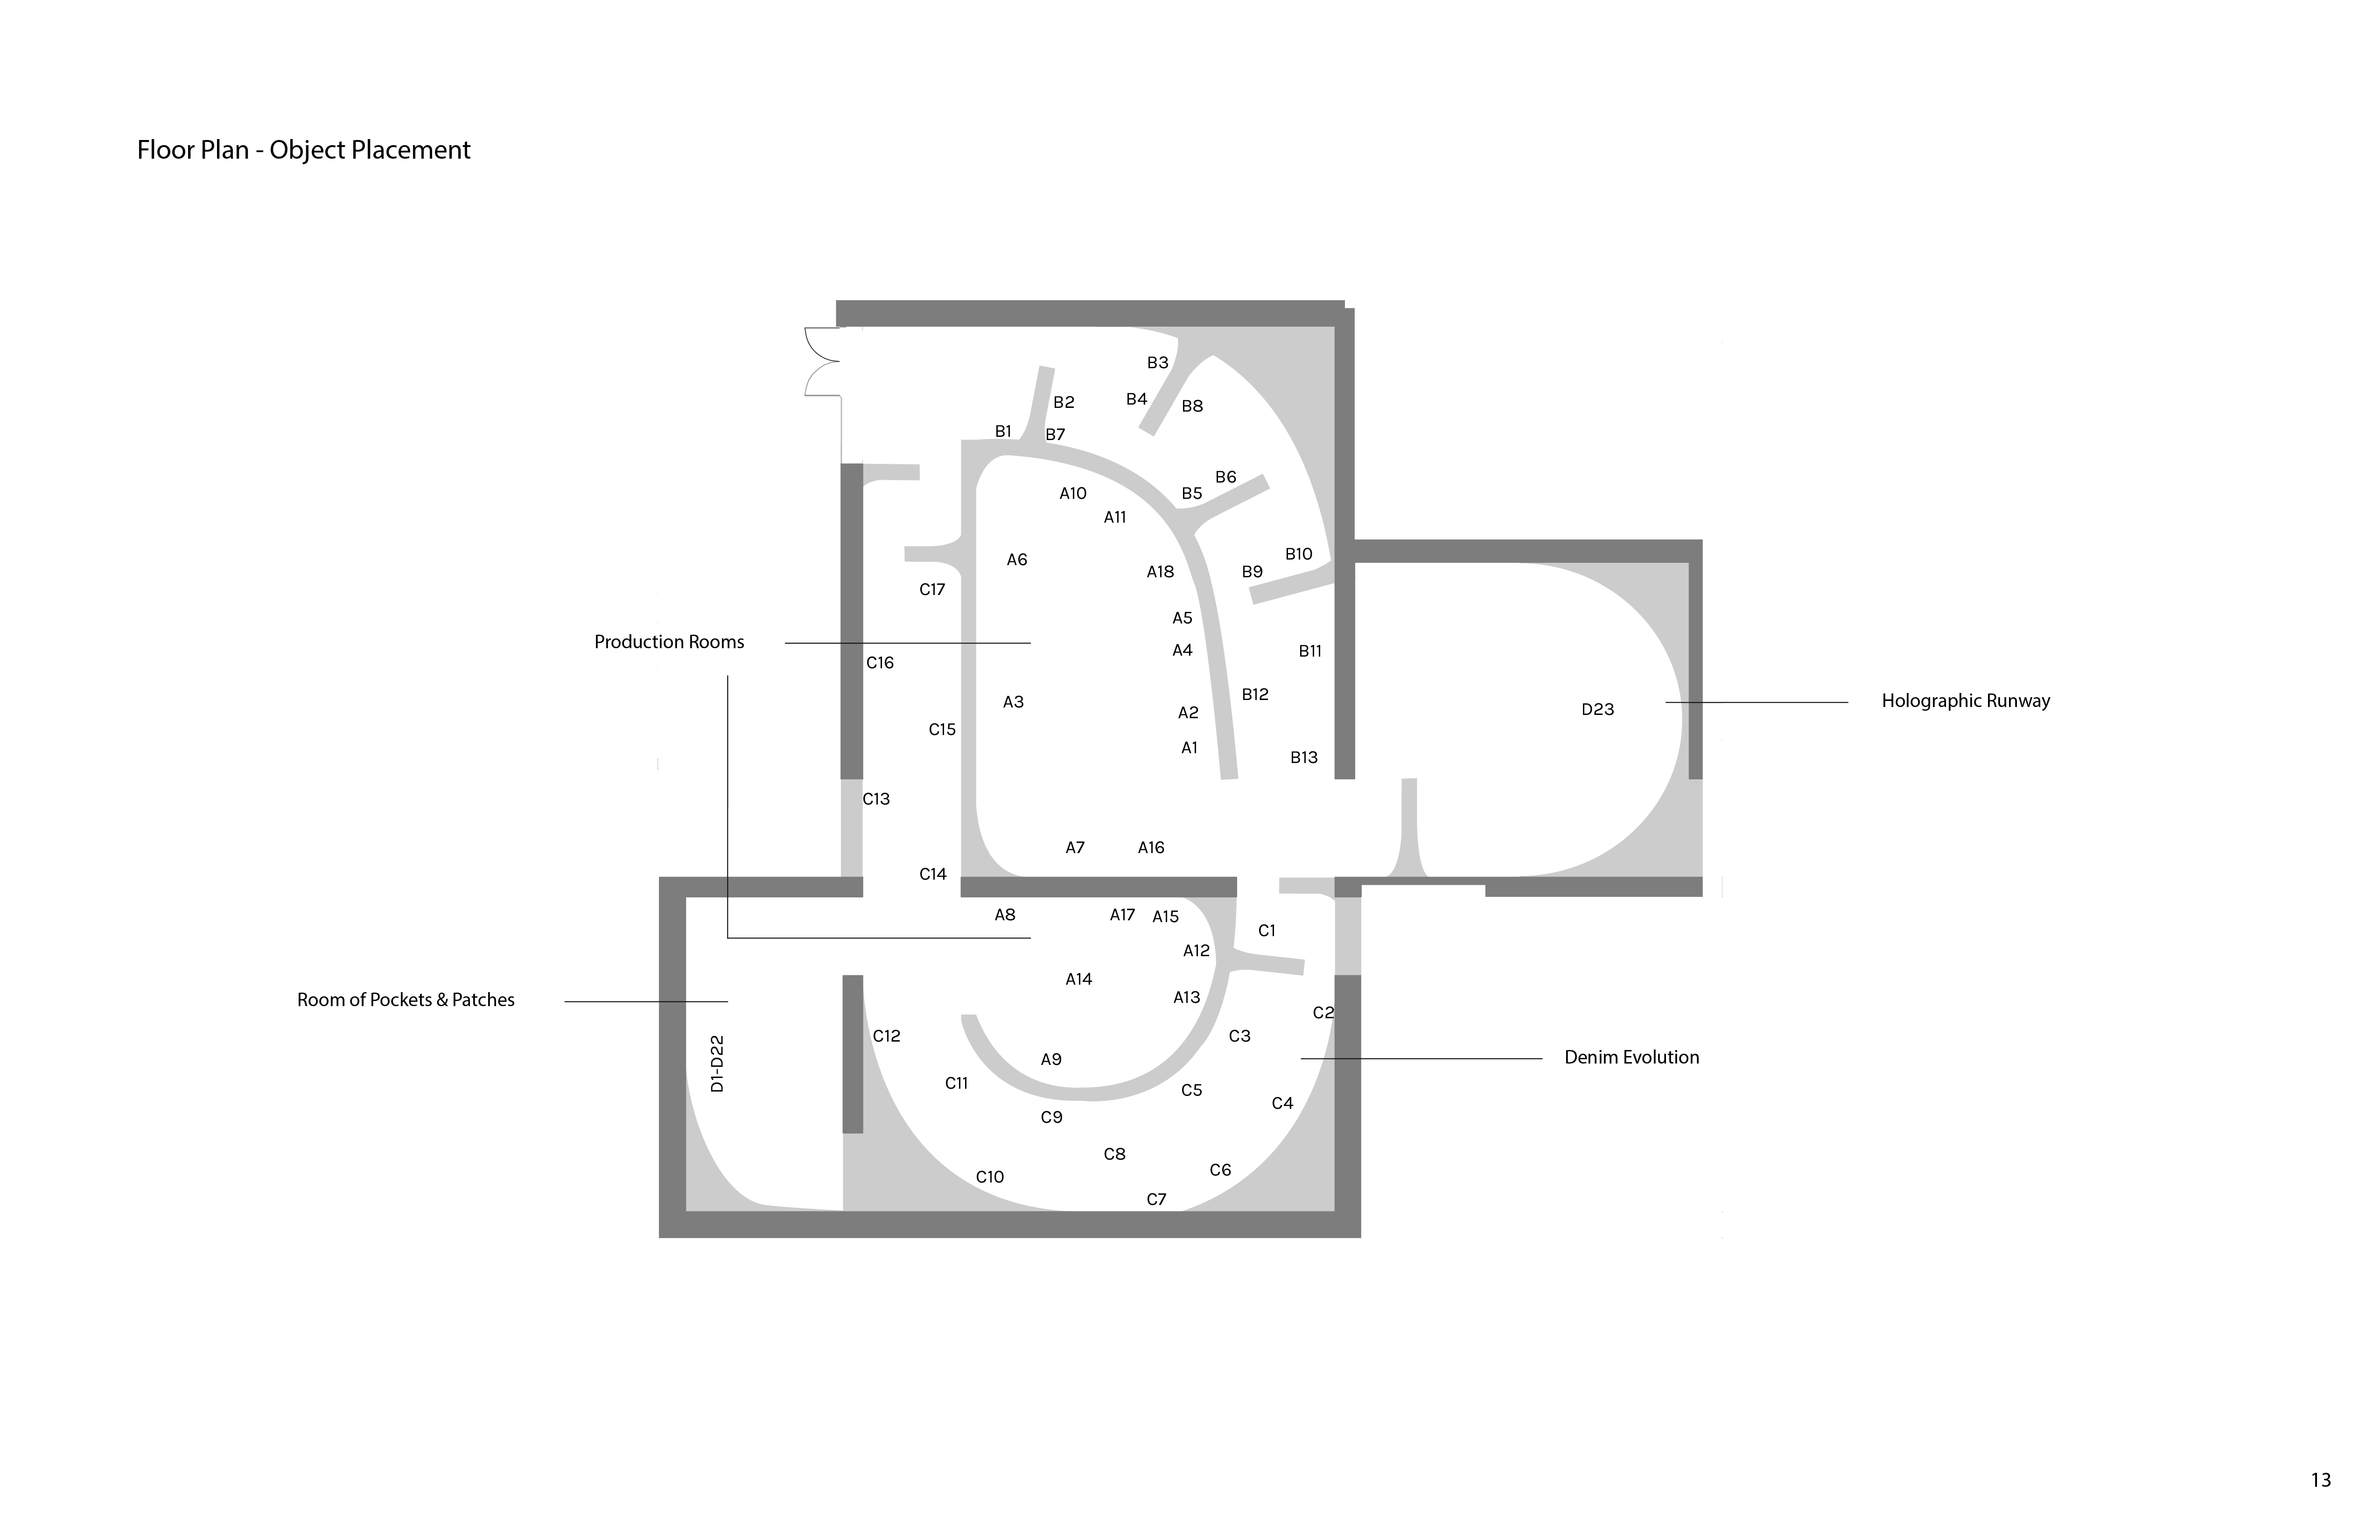 Floor Plan - Object Placement
B3
B4
B2
B8
B1
B7
B6
A10
B5
A11
B10
A6
A18
B9
C17
A5
Production Rooms
A4
B11
C16
B12
A3
Holographic Runway
D23
A2
C15
A1
B13
C13
A7
A16
C14
A8
A17
A15
C1
A12
A14
A13
Room of Pockets & Patches
C2
C12
C3
D1-D22
A9
Denim Evolution
C11
C5
C4
C9
C8
C6
C10
C7
13